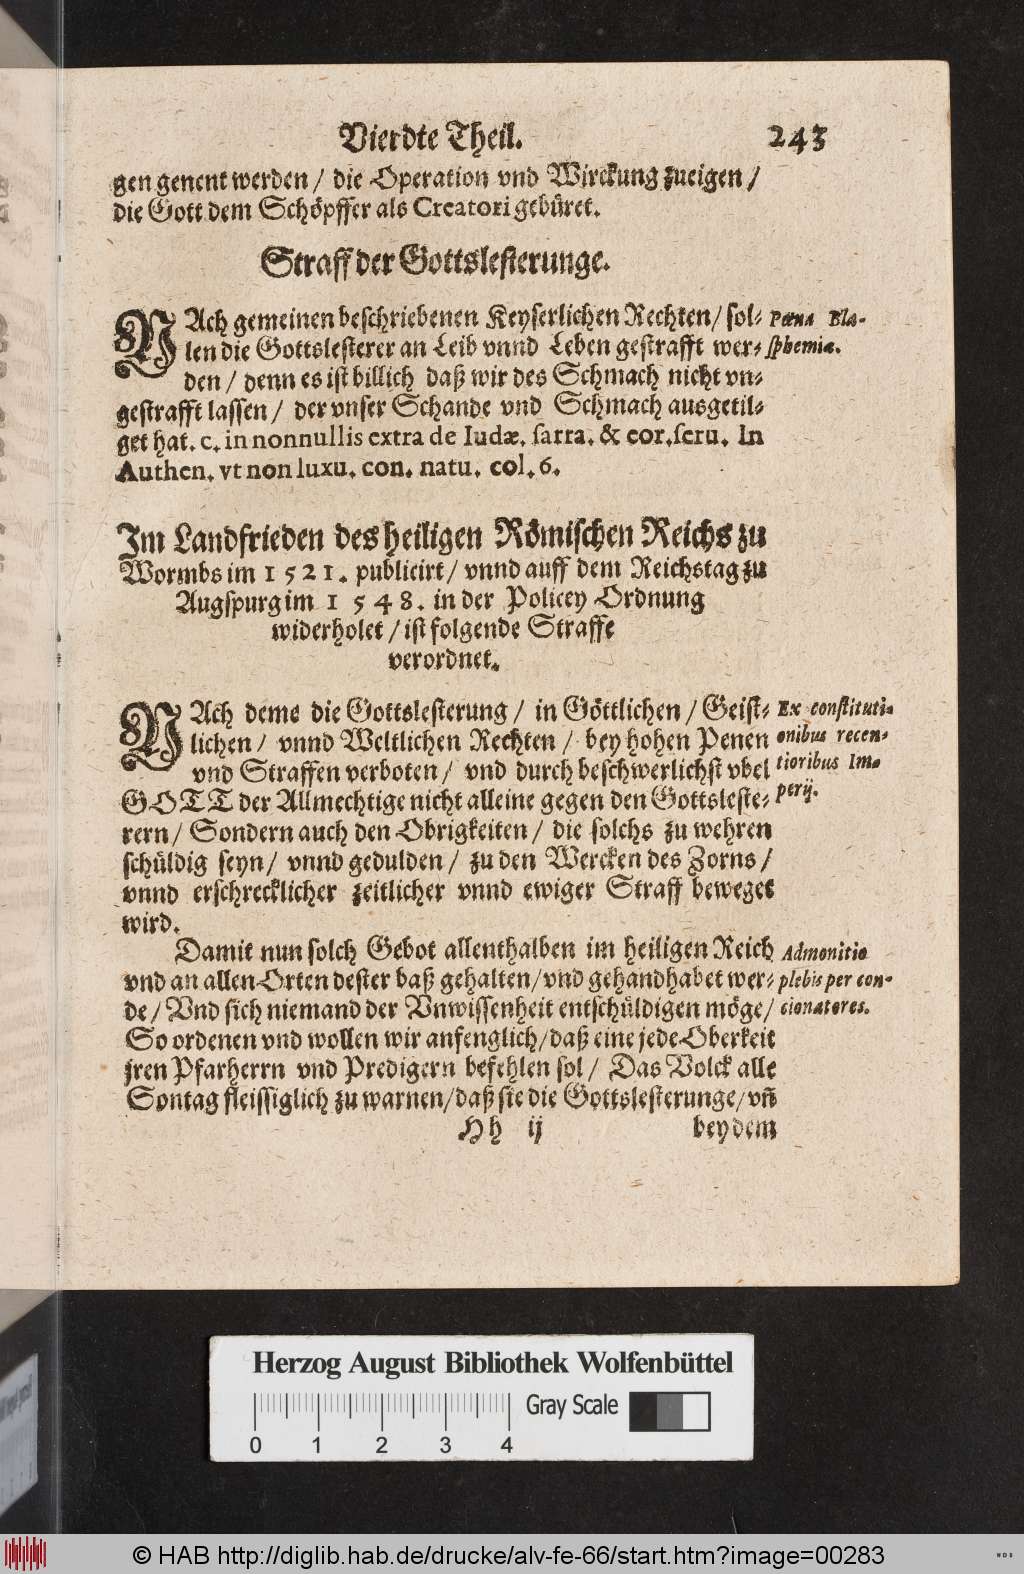 Vierdte Theil. 243
gen genent werden / die Operation vnd Wirckung zueigen /
die Gott dem Schöpffer als Creatori gebüret.
Straff der Gottslesterunge.
NAch gemeinen beschriebenen Keyserlichen Rechten / sol-
len die Gottslesterer an Leib vnnd Leben gestrafft wer-
den / denn es ist billich daß wir des Schmach nicht vn-
gestrafft lassen / der vnser Schande vnd Schmach ausgetil-
get hat. c. in nonnullis extra de Iudæ. sarra. & cor. seru. In
Authen. vt non luxu. con. natu. col. 6.
Pœna Bla-
sphemiæ.
Im Landfrieden des heiligen Römischen Reichs zu
Wormbs im 1521. publicirt / vnnd auff dem Reichstag zu
Augspurg im 1548. in der Policey Ordnung
widerholet / ist folgende Straffe
verordnet.
NAch deme die Gottslesterung / in Göttlichen / Geist-
lichen / vnnd Weltlichen Rechten / bey hohen Penen
vnd Straffen verboten / vnd durch beschwerlichst vbel
GOTT der Allmechtige nicht alleine gegen den Gottsleste-
rern / Sondern auch den Obrigkeiten / die solchs zu wehren
schüldig seyn / vnnd gedulden / zu den Wercken des Zorns /
vnnd erschrecklicher zeitlicher vnnd ewiger Straff beweget
wird.
Ex constituti-
onibus recen-
tioribus Im-
perij.
Damit nun solch Gebot allenthalben im heiligen Reich
vnd an allen Orten dester baß gehalten / vnd gehandhabet wer-
de / Vnd sich niemand der Vnwissenheit entschüldigen möge /
So ordenen vnd wollen wir anfenglich / daß eine jede Oberkeit
jren Pfarherrn vnd Predigern befehlen sol / Das Volck alle
Sontag fleissiglich zu warnen / daß sie die Gottslesterunge / vñ
Admonitio
plebis per con-
cionatores.
Hh ij bey dem
Herzog August Bibliothek Wolfenbüttel
Gray Scale
0 1 2 3 4
© HAB http://diglib.hab.de/drucke/alv-fe-66/start.htm?image=00283